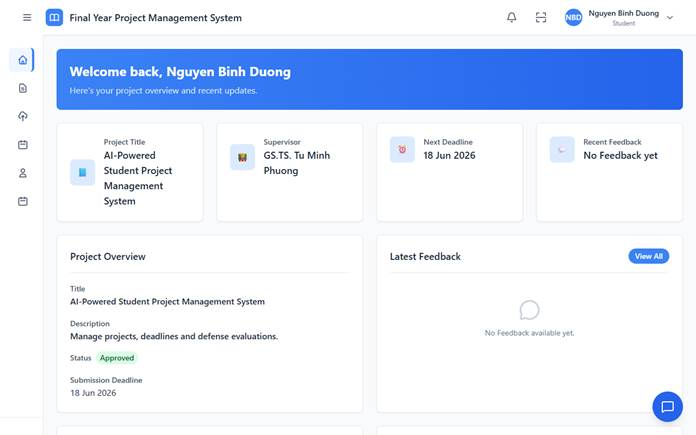 Final Year Project Management System
NBD
Nguyen Binh Duong
Student
Welcome back, Nguyen Binh Duong
Here's your project overview and recent updates.
Project Title
AI-Powered
Student Project
Management
System
Supervisor
GS.TS. Tu Minh
Phuong
Next Deadline
18 Jun 2026
Recent Feedback
No Feedback yet
Project Overview
Title
AI-Powered Student Project Management System
Description
Manage projects, deadlines and defense evaluations.
Status Approved
Submission Deadline
18 Jun 2026
Latest Feedback
View All
No Feedback available yet.